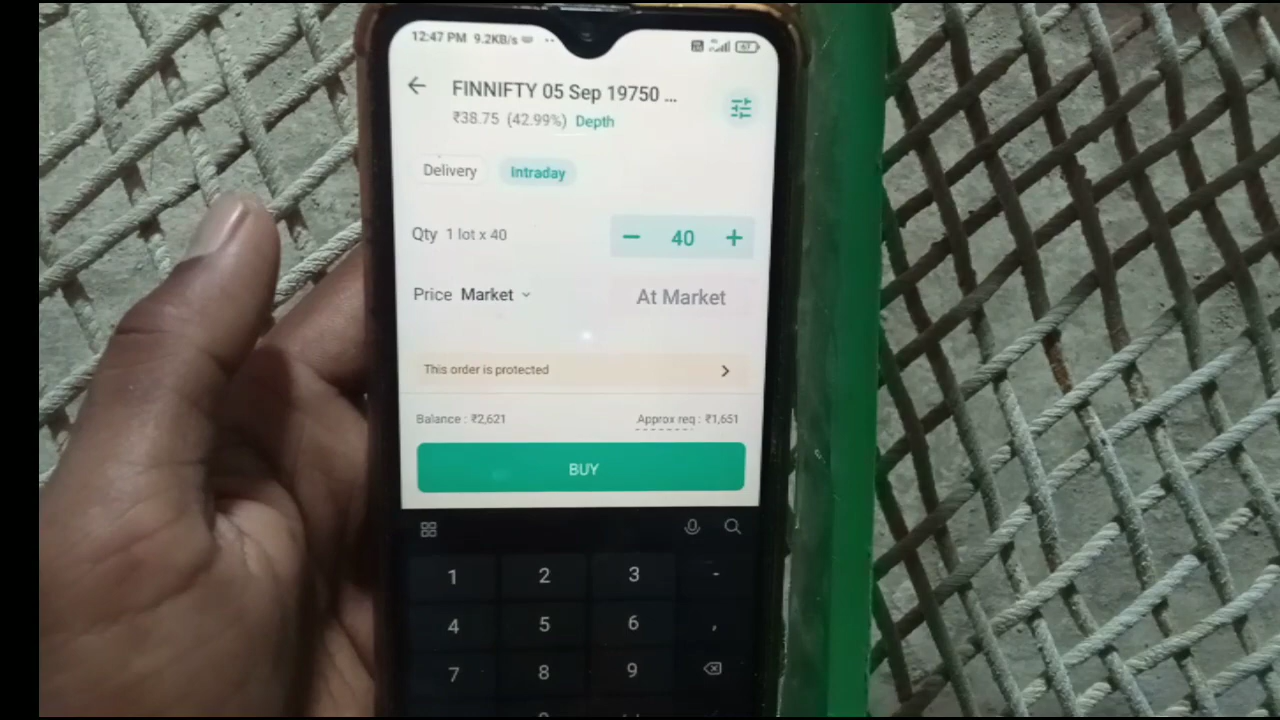 12:47 PM 9.2KB/s
67
FINNIFTY 05 Sep 19750 ...
₹38.75 (42.99%) Depth
Delivery Intraday
Qty 1 lot x 40 − 40 +
Price Market At Market
This order is protected
Balance : ₹2,621 Approx req : ₹1,651
BUY
1 2 3 -
4 5 6 ,
7 8 9